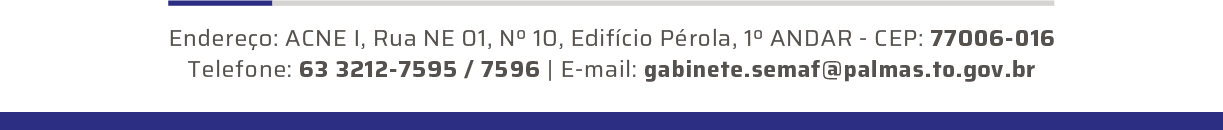 Endereço: ACNE I, Rua NE 01, Nº 10, Edifício Pérola, 1º ANDAR - CEP: 77006-016
Telefone: 63 3212-7595 / 7596 | E-mail: gabinete.semaf@palmas.to.gov.br